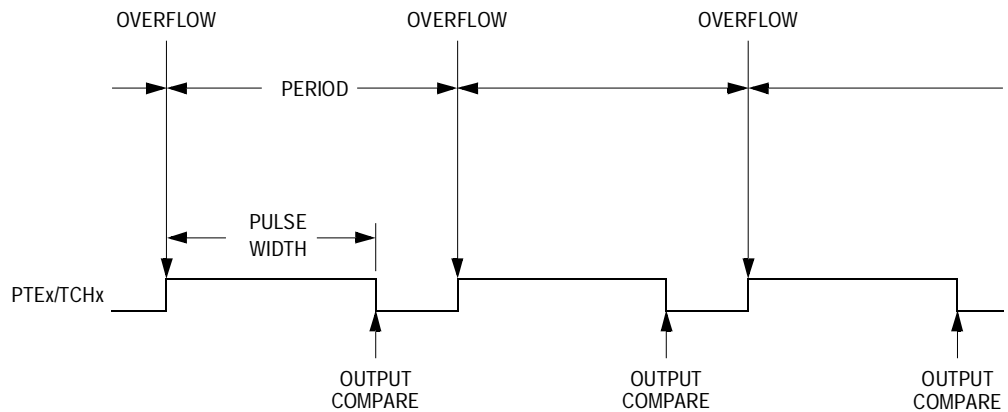 OVERFLOW
OVERFLOW
OVERFLOW
PERIOD
PULSE
WIDTH
PTEx/TCHx
OUTPUT
COMPARE
OUTPUT
COMPARE
OUTPUT
COMPARE